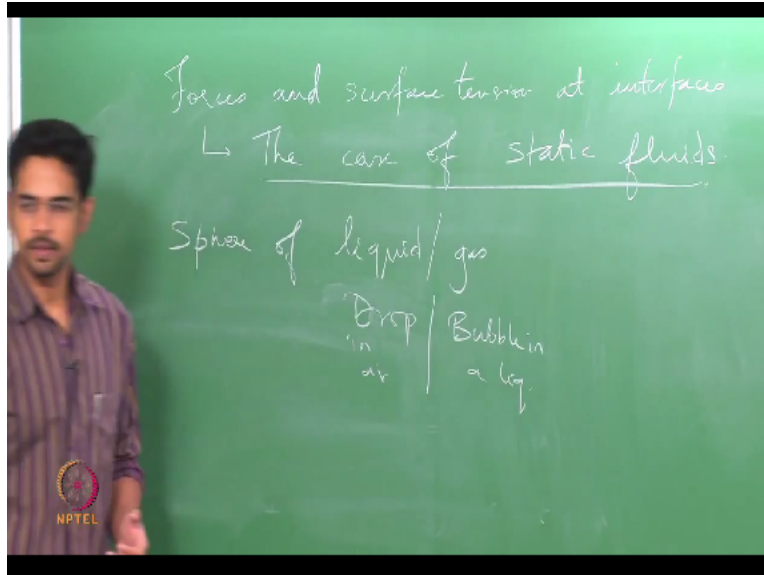 Forces and surface tension at interfaces
↳ The case of static fluids.
Sphere of liquid / gas
Drop | Bubble in
in air | a liq.
NPTEL